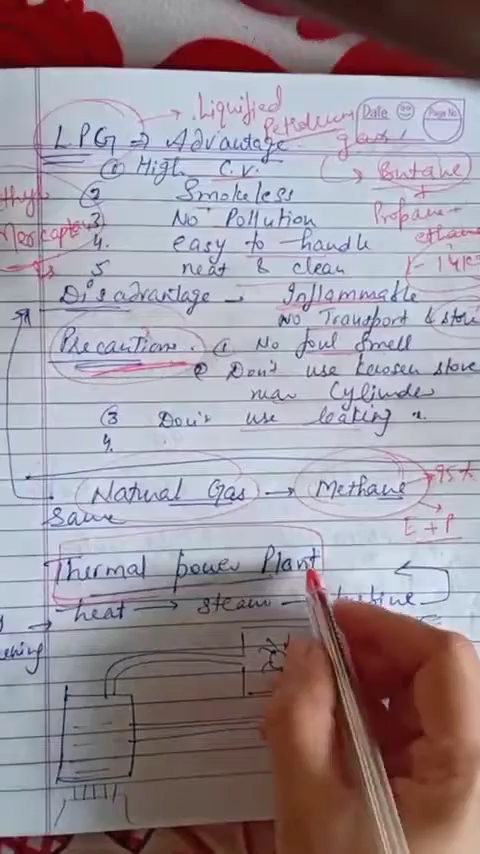 Liquified
Petroleum
gas
Date
Page No.
LPG ⇒ Advantage
① High C.V.
Butane
+
② Smokeless
Propane +
3) No Pollution
ethane
4. easy to handle
5 neat & clean
Disadvantage → Inflammable
No Transport & store
Precaution. ① No foul Smell
② Don't use kerosen stove
near Cylinder
③ Don't use leaking
4.
Natural Gas → Methane → 95%
E + P
Same
Thermal power Plant
heat → steam → turbine